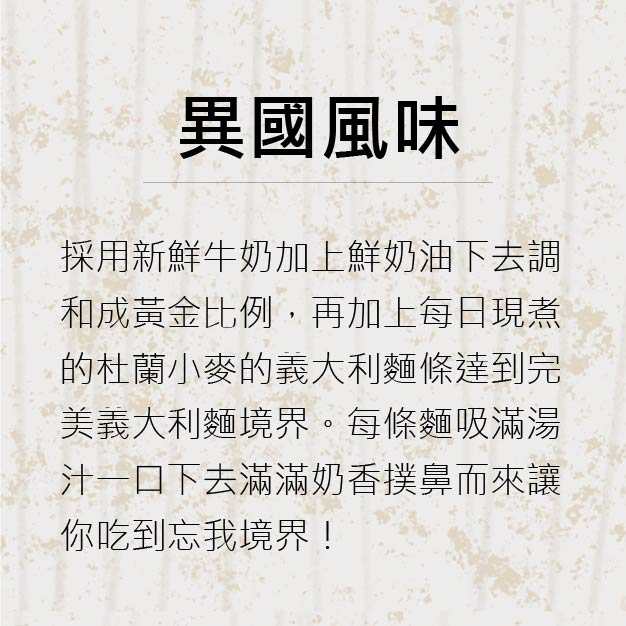 異國風味
採用新鮮牛奶加上鮮奶油下去調
和成黃金比例，再加上每日現煮
的杜蘭小麥的義大利麵條達到完
美義大利麵境界。每條麵吸滿湯
汁一口下去滿滿奶香撲鼻而來讓
你吃到忘我境界！